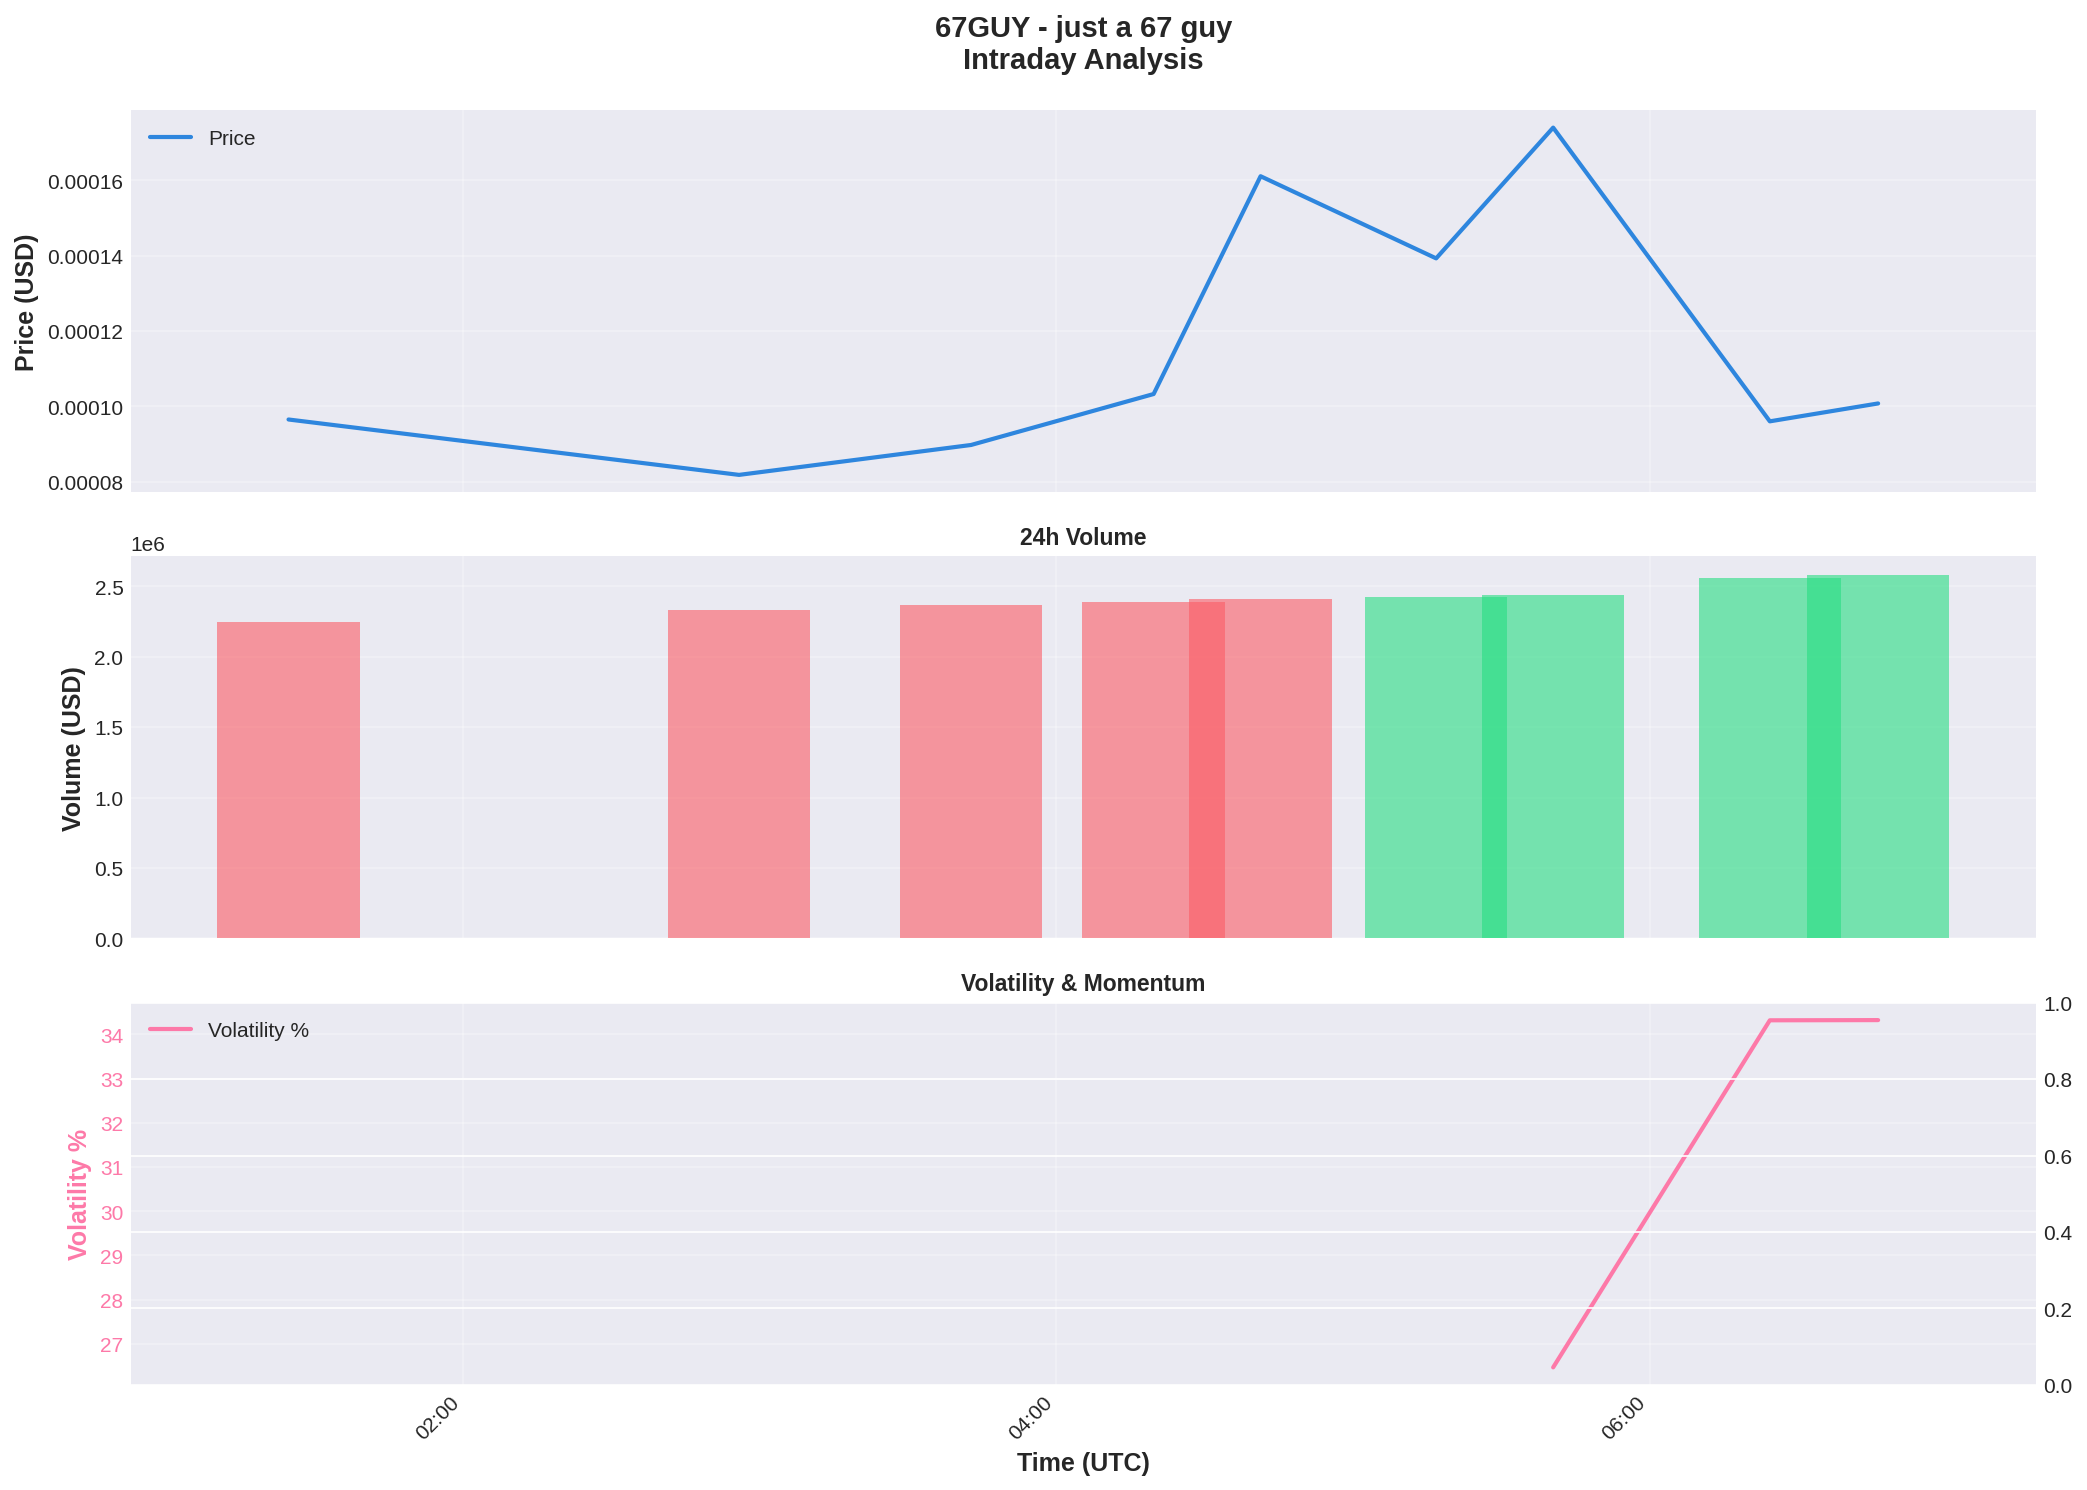 67GUY - just a 67 guy
Intraday Analysis
Price
Price (USD)
0.00016
0.00014
0.00012
0.00010
0.00008
24h Volume
1e6
Volume (USD)
2.5
2.0
1.5
1.0
0.5
0.0
Volatility & Momentum
Volatility %
Volatility %
34
33
32
31
30
29
28
27
1.0
0.8
0.6
0.4
0.2
0.0
02:00
04:00
06:00
Time (UTC)